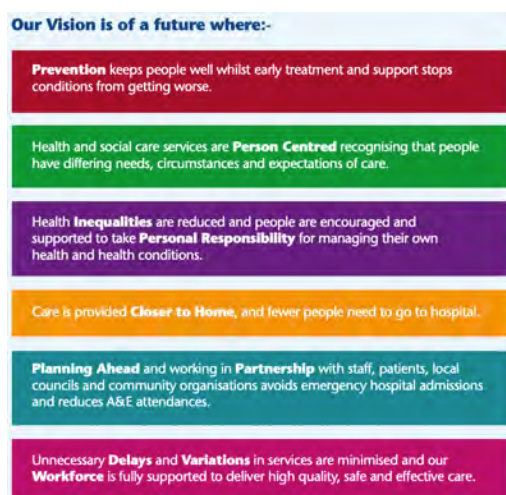 Our Vision is of a future where:-
Prevention keeps people well whilst early treatment and support stops
conditions from getting worse.
Health and social care services are Person Centred recognising that people
have differing needs, circumstances and expectations of care.
Health Inequalities are reduced and people are encouraged and
supported to take Personal Responsibility for managing their own
health and health conditions.
Care is provided Closer to Home, and fewer people need to go to hospital.
Planning Ahead and working in Partnership with staff, patients, local
councils and community organisations avoids emergency hospital admissions
and reduces A&E attendances.
Unnecessary Delays and Variations in services are minimised and our
Workforce is fully supported to deliver high quality, safe and effective care.